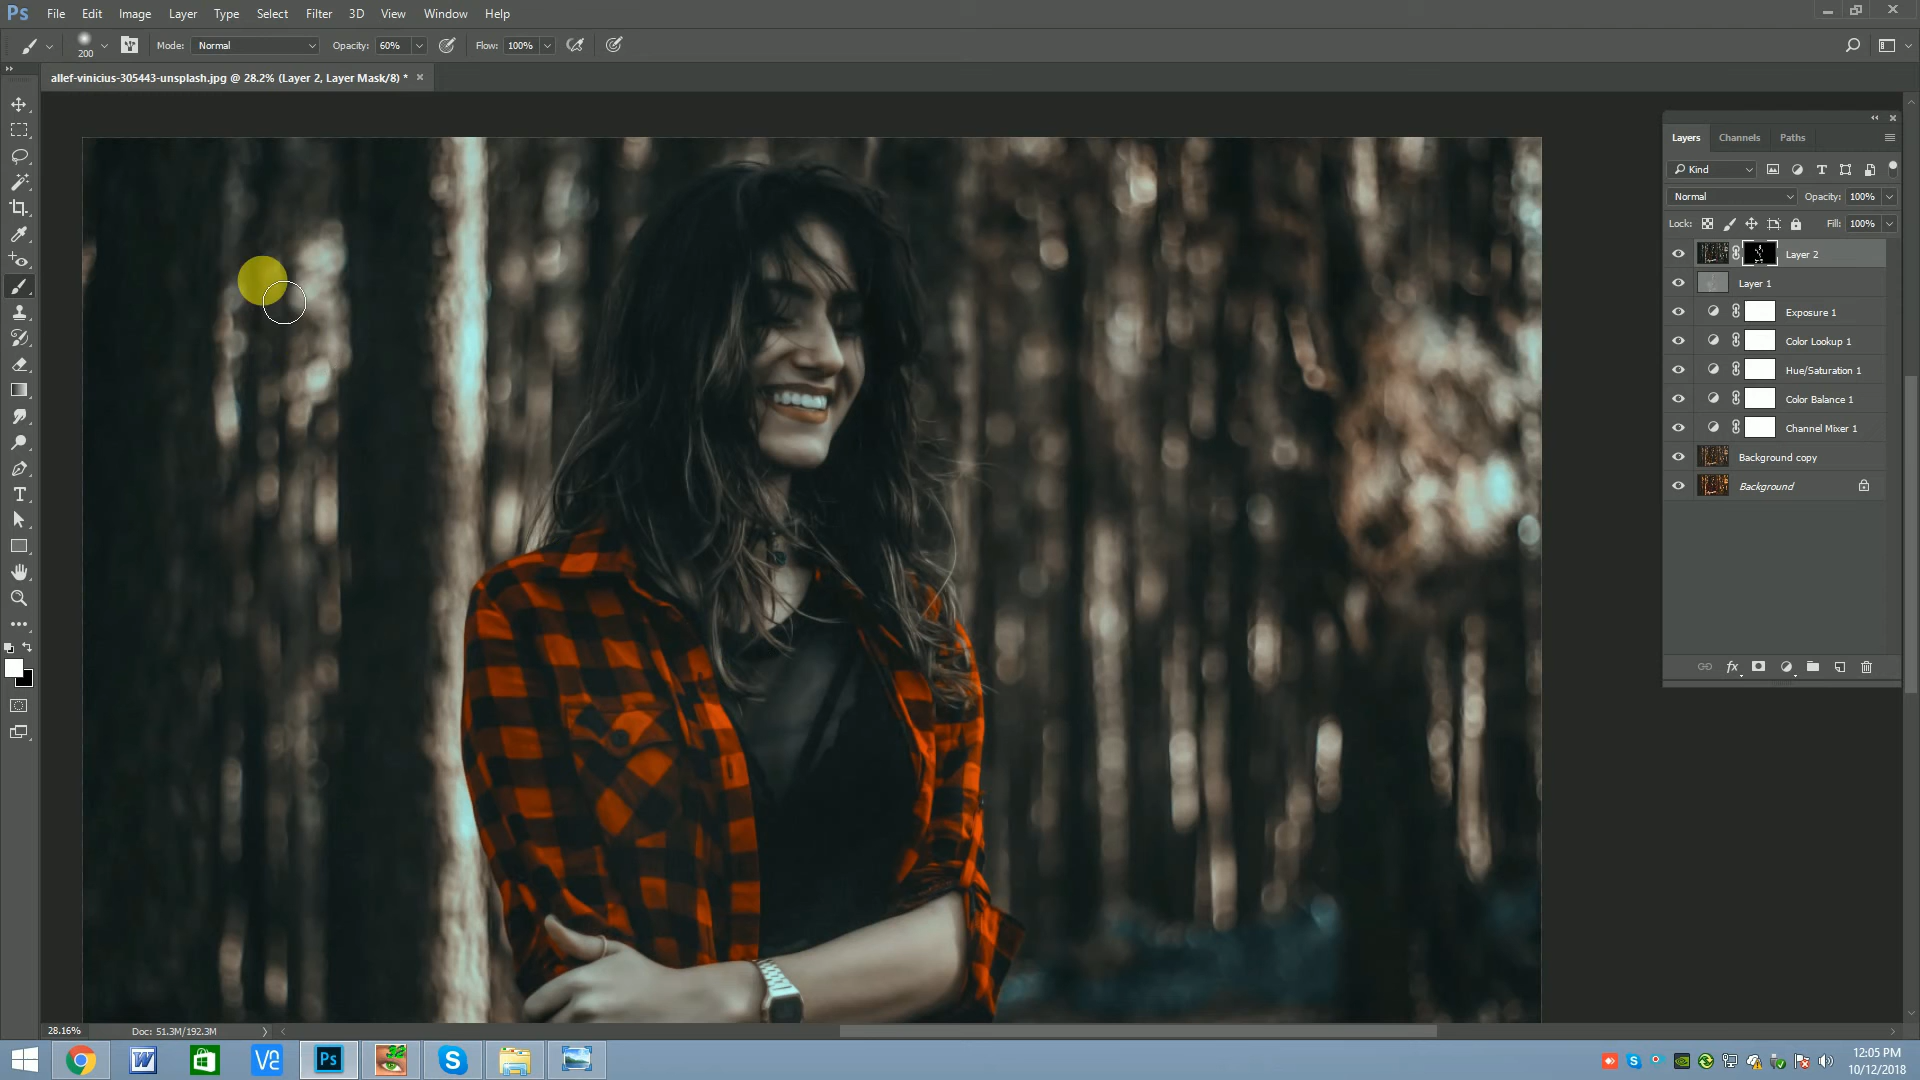 Ps File Edit Image Layer Type Select Filter 3D View Window Help
200 Mode: Normal Opacity: 60% Flow: 100%
allef-vinicius-305443-unsplash.jpg @ 28.2% (Layer 2, Layer Mask/8) * ×
Layers Channels Paths
Kind
Normal Opacity: 100%
Lock: Fill: 100%
Layer 2
Layer 1
Exposure 1
Color Lookup 1
Hue/Saturation 1
Color Balance 1
Channel Mixer 1
Background copy
Background
fx
28.16% Doc: 51.3M/192.3M
W Ps 32 S
12:05 PM
10/12/2018